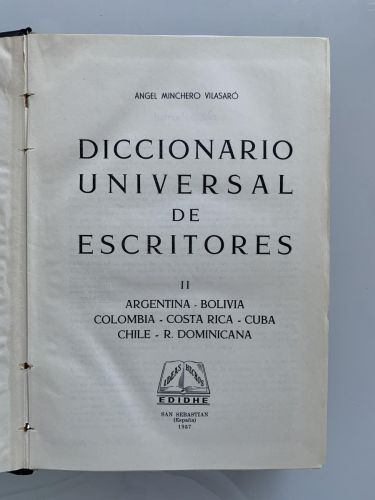 ANGEL MINCHERO VILASARÓ
DICCIONARIO
UNIVERSAL
DE
ESCRITORES
II
ARGENTINA - BOLIVIA
COLOMBIA - COSTA RICA - CUBA
CHILE - R. DOMINICANA
EDIDHE
SAN SEBASTIAN
(España)
1957